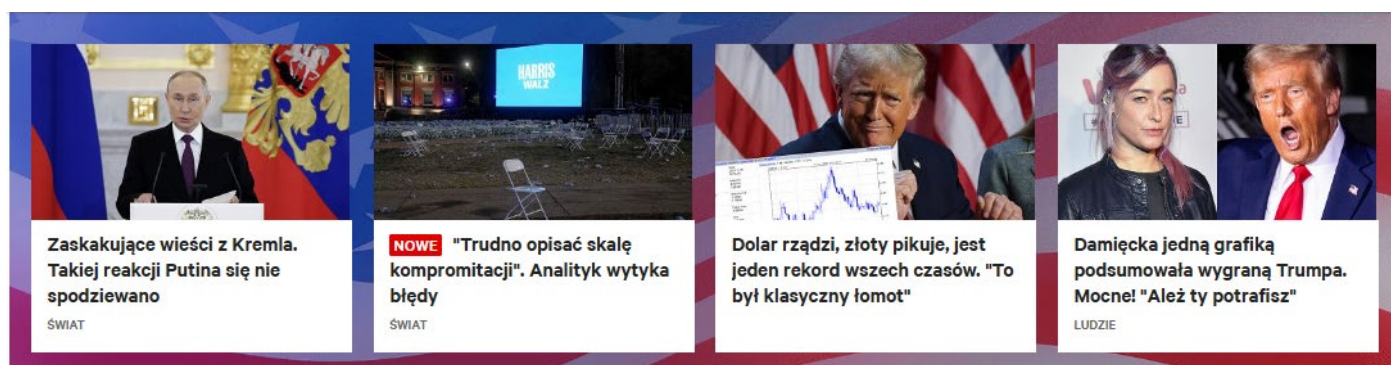 HARRIS
WALZ
Zaskakujące wieści z Kremla.
Takiej reakcji Putina się nie
spodziewano
ŚWIAT
NOWE "Trudno opisać skalę
kompromitacji". Analityk wytyka
błędy
ŚWIAT
Dolar rządzi, złoty pikuje, jest
jeden rekord wszech czasów. "To
był klasyczny łomot"
Damięcka jedną grafiką
podsumowała wygraną Trumpa.
Mocne! "Ależ ty potrafisz"
LUDZIE